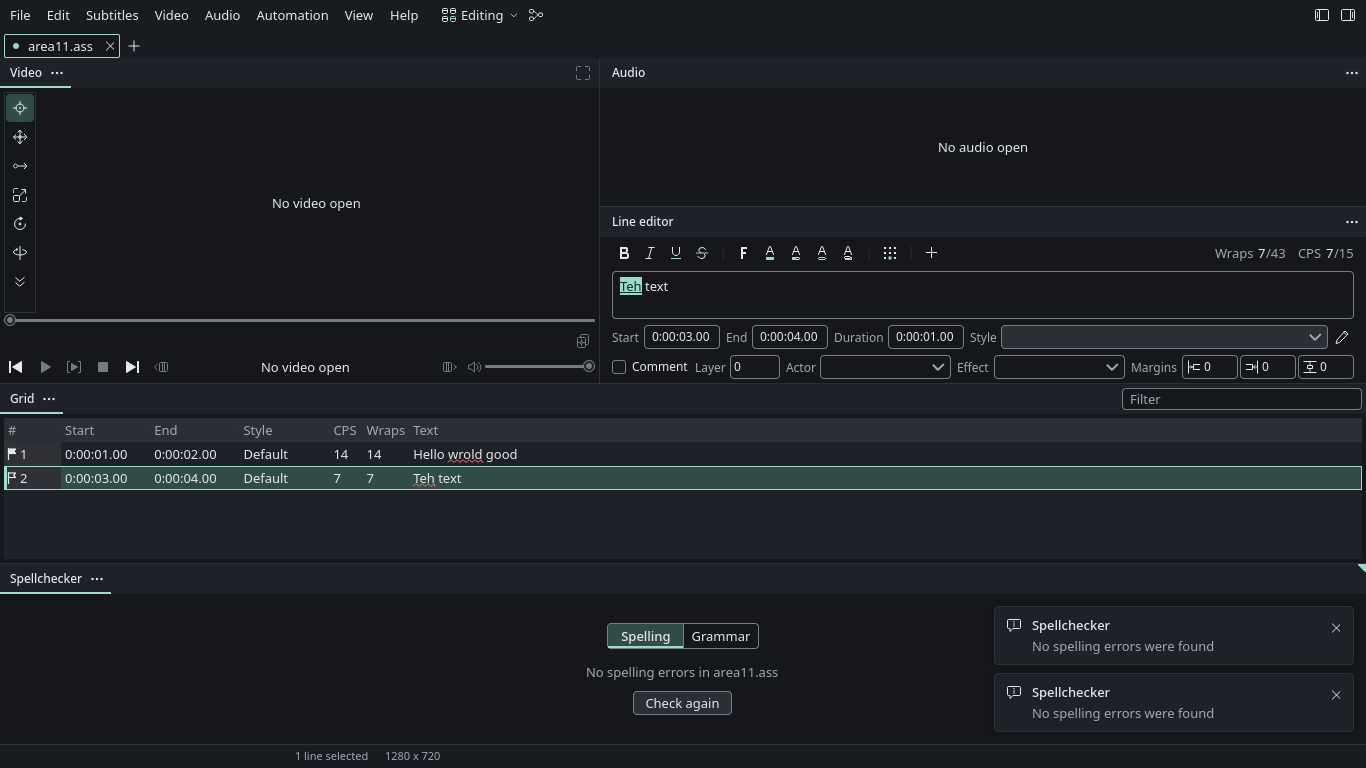 File Edit Subtitles Video Audio Automation View Help Editing
area11.ass
Video
No video open
No video open
Audio
No audio open
Line editor
B I U S F A A A A Wraps 7/43 CPS 7/15
Teh text
Start 0:00:03.00 End 0:00:04.00 Duration 0:00:01.00 Style
Comment Layer 0 Actor Effect Margins 0 0 0
Grid Filter
# Start End Style CPS Wraps Text
1 0:00:01.00 0:00:02.00 Default 14 14 Hello wrold good
2 0:00:03.00 0:00:04.00 Default 7 7 Teh text
Spellchecker
Spelling Grammar
No spelling errors in area11.ass
Check again
Spellchecker
No spelling errors were found
Spellchecker
No spelling errors were found
1 line selected 1280 x 720